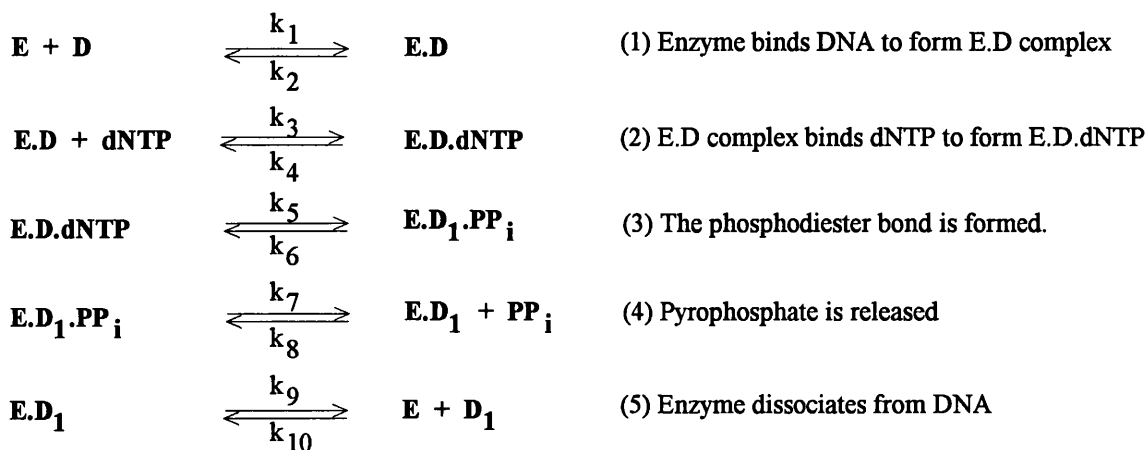 k1
E + D E.D (1) Enzyme binds DNA to form E.D complex
k2
k3
E.D + dNTP E.D.dNTP (2) E.D complex binds dNTP to form E.D.dNTP
k4
k5
E.D.dNTP E.D1.PPi (3) The phosphodiester bond is formed.
k6
k7
E.D1.PPi E.D1 + PPi (4) Pyrophosphate is released
k8
k9
E.D1 E + D1 (5) Enzyme dissociates from DNA
k10